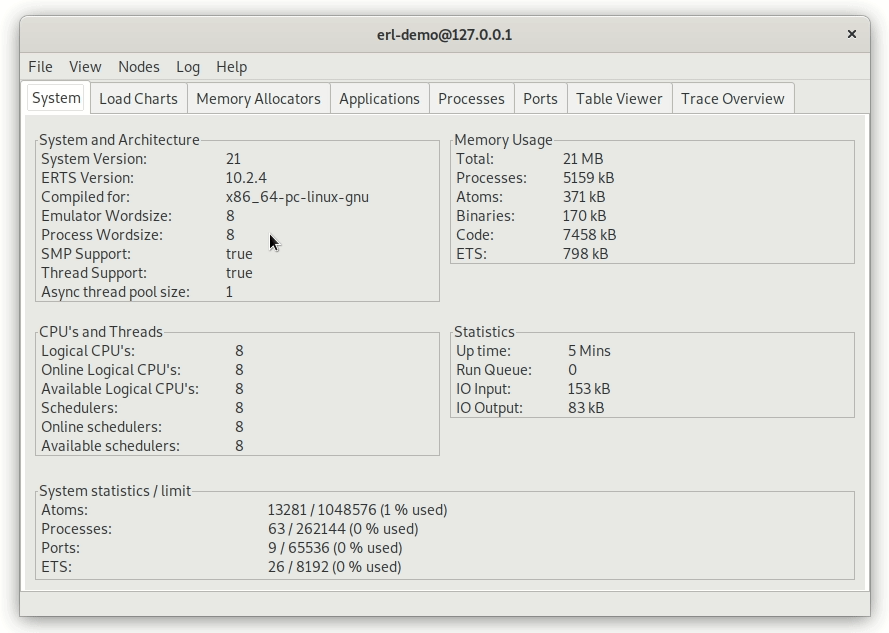 erl-demo@127.0.0.1 ×
File View Nodes Log Help
System Load Charts Memory Allocators Applications Processes Ports Table Viewer Trace Overview
System and Architecture
System Version: 21
ERTS Version: 10.2.4
Compiled for: x86_64-pc-linux-gnu
Emulator Wordsize: 8
Process Wordsize: 8
SMP Support: true
Thread Support: true
Async thread pool size: 1
Memory Usage
Total: 21 MB
Processes: 5159 kB
Atoms: 371 kB
Binaries: 170 kB
Code: 7458 kB
ETS: 798 kB
CPU's and Threads
Logical CPU's: 8
Online Logical CPU's: 8
Available Logical CPU's: 8
Schedulers: 8
Online schedulers: 8
Available schedulers: 8
Statistics
Up time: 5 Mins
Run Queue: 0
IO Input: 153 kB
IO Output: 83 kB
System statistics / limit
Atoms: 13281 / 1048576 (1 % used)
Processes: 63 / 262144 (0 % used)
Ports: 9 / 65536 (0 % used)
ETS: 26 / 8192 (0 % used)